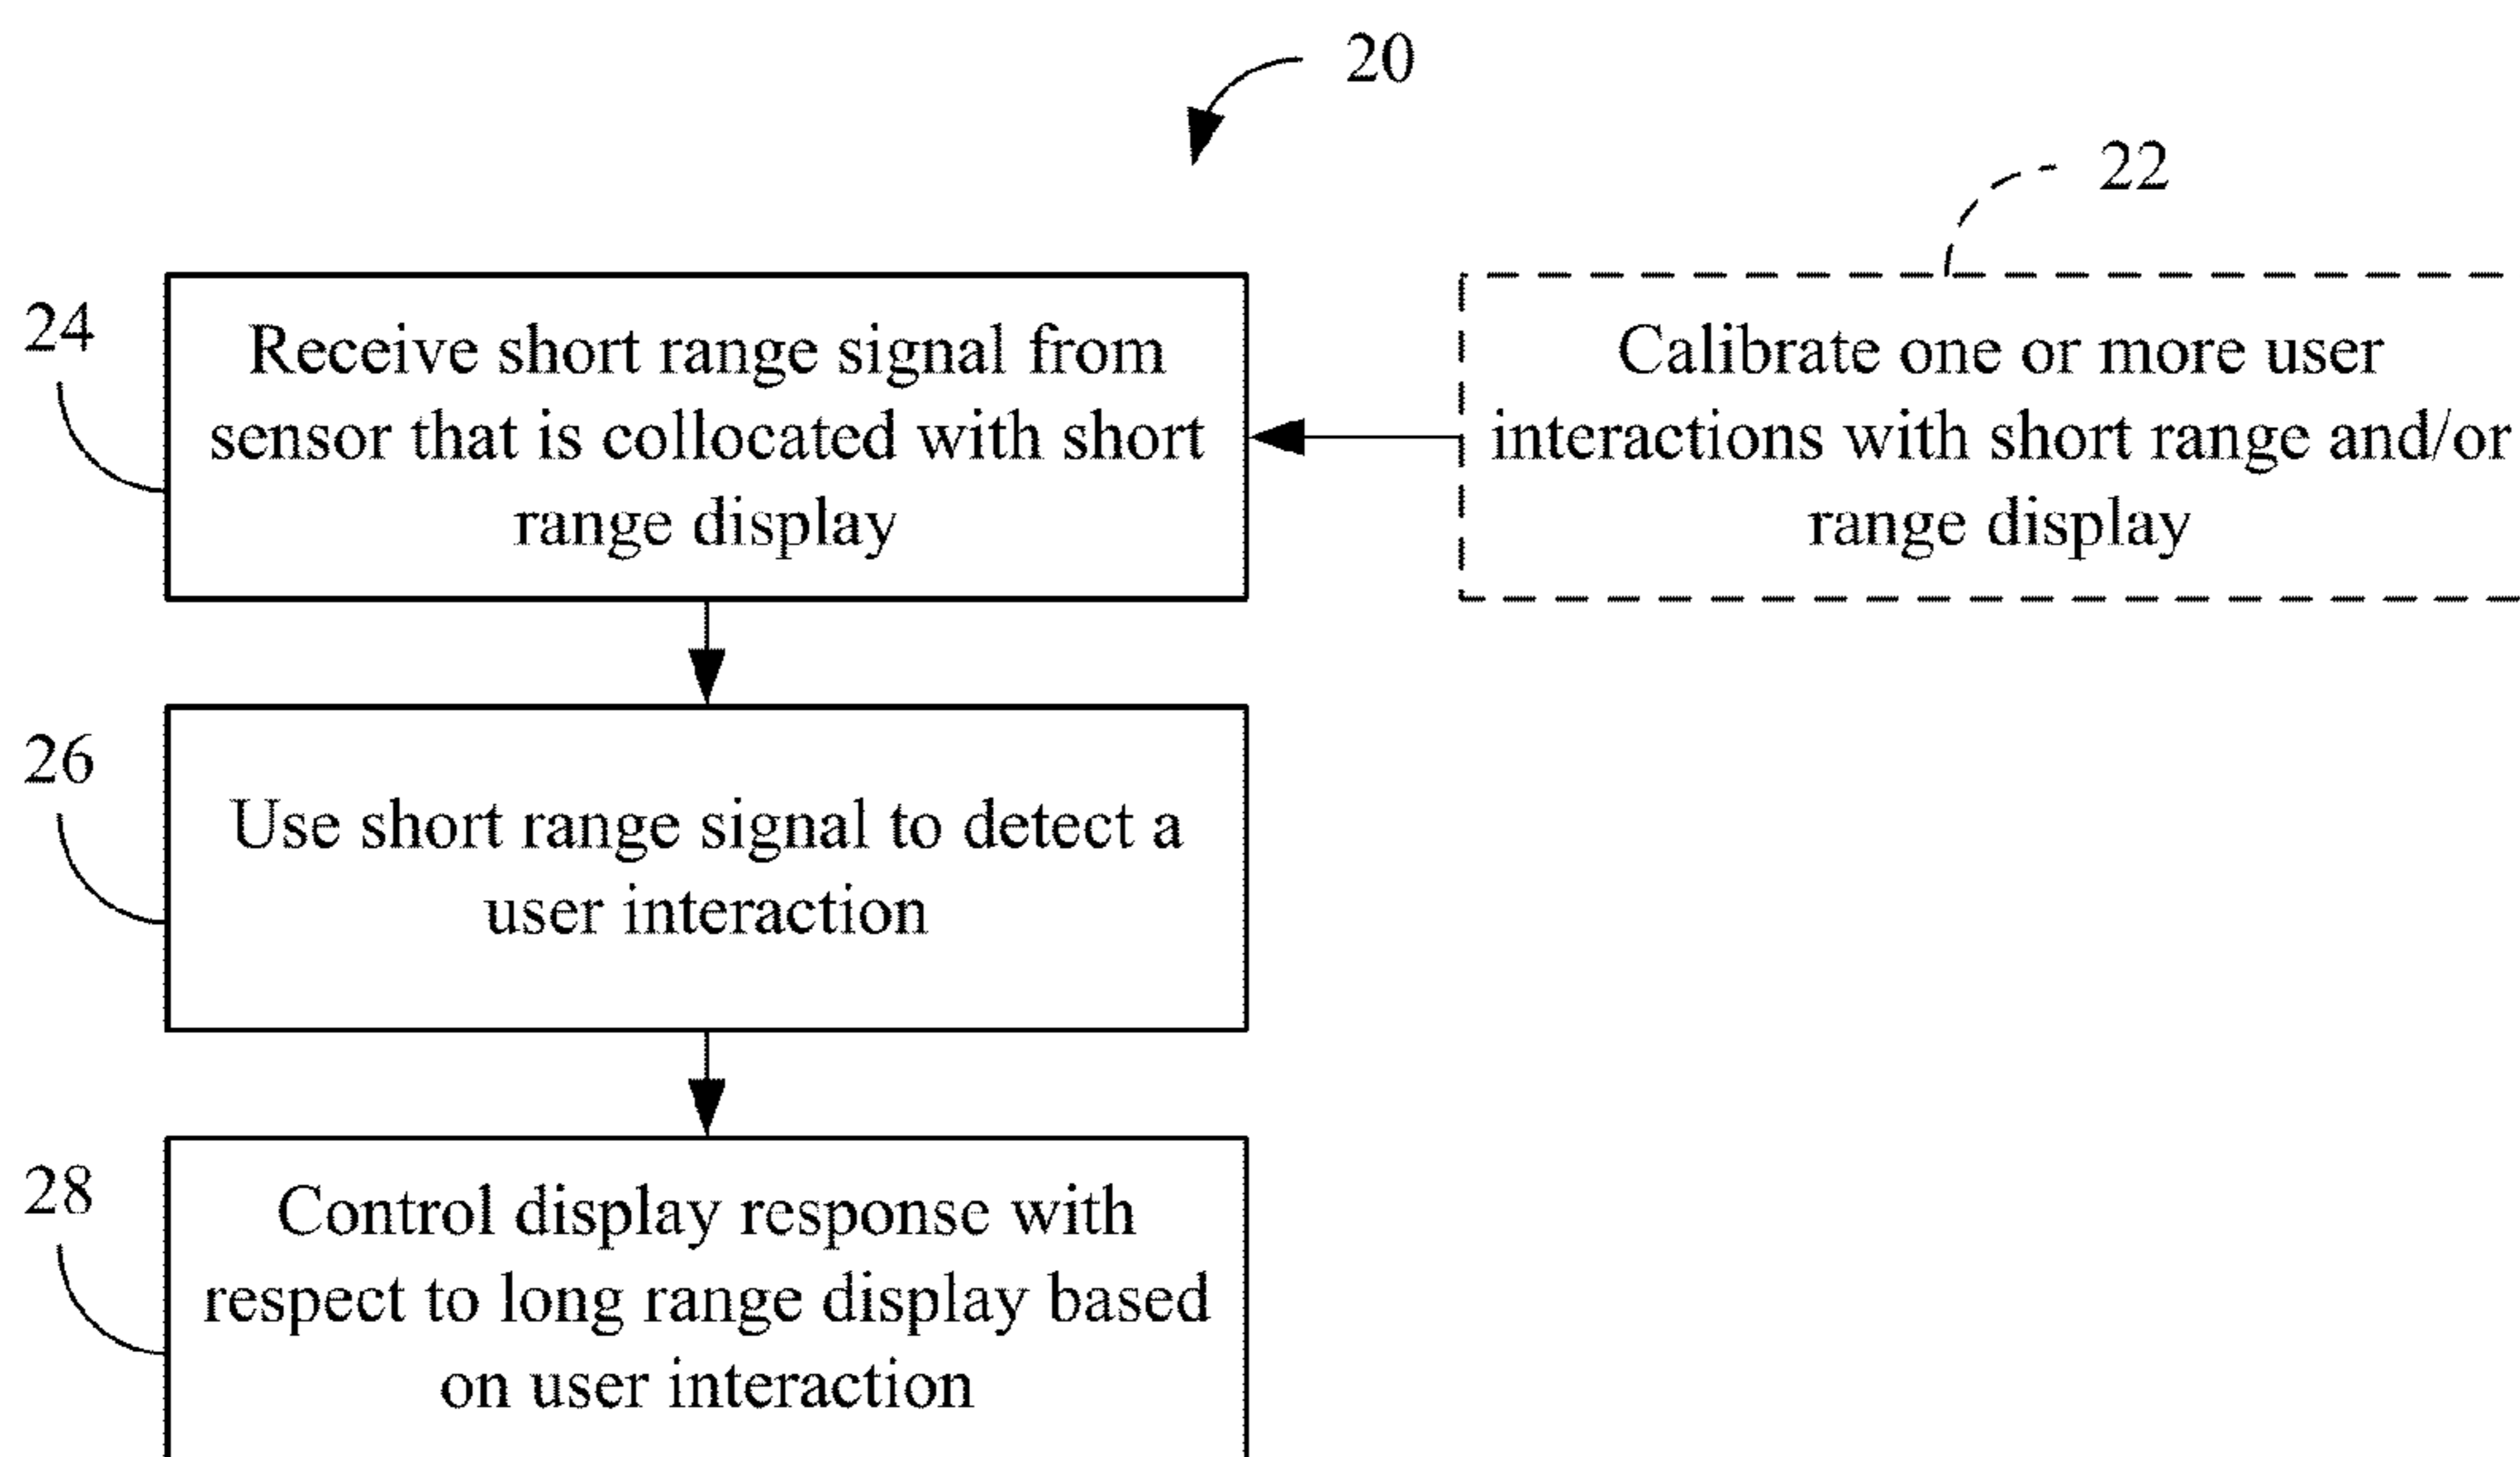 20
22
24
Receive short range signal from
sensor that is collocated with short
range display
Calibrate one or more user
interactions with short range and/or
range display
26
Use short range signal to detect a
user interaction
28
Control display response with
respect to long range display based
on user interaction